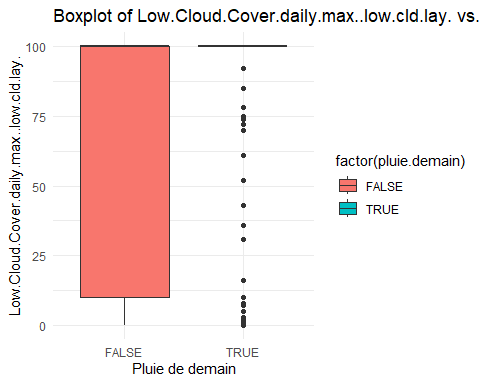 Boxplot of Low.Cloud.Cover.daily.max..low.cld.lay. vs.
Low.Cloud.Cover.daily.max..low.cld.lay.
100
75
50
25
0
FALSE
TRUE
Pluie de demain
factor(pluie.demain)
FALSE
TRUE